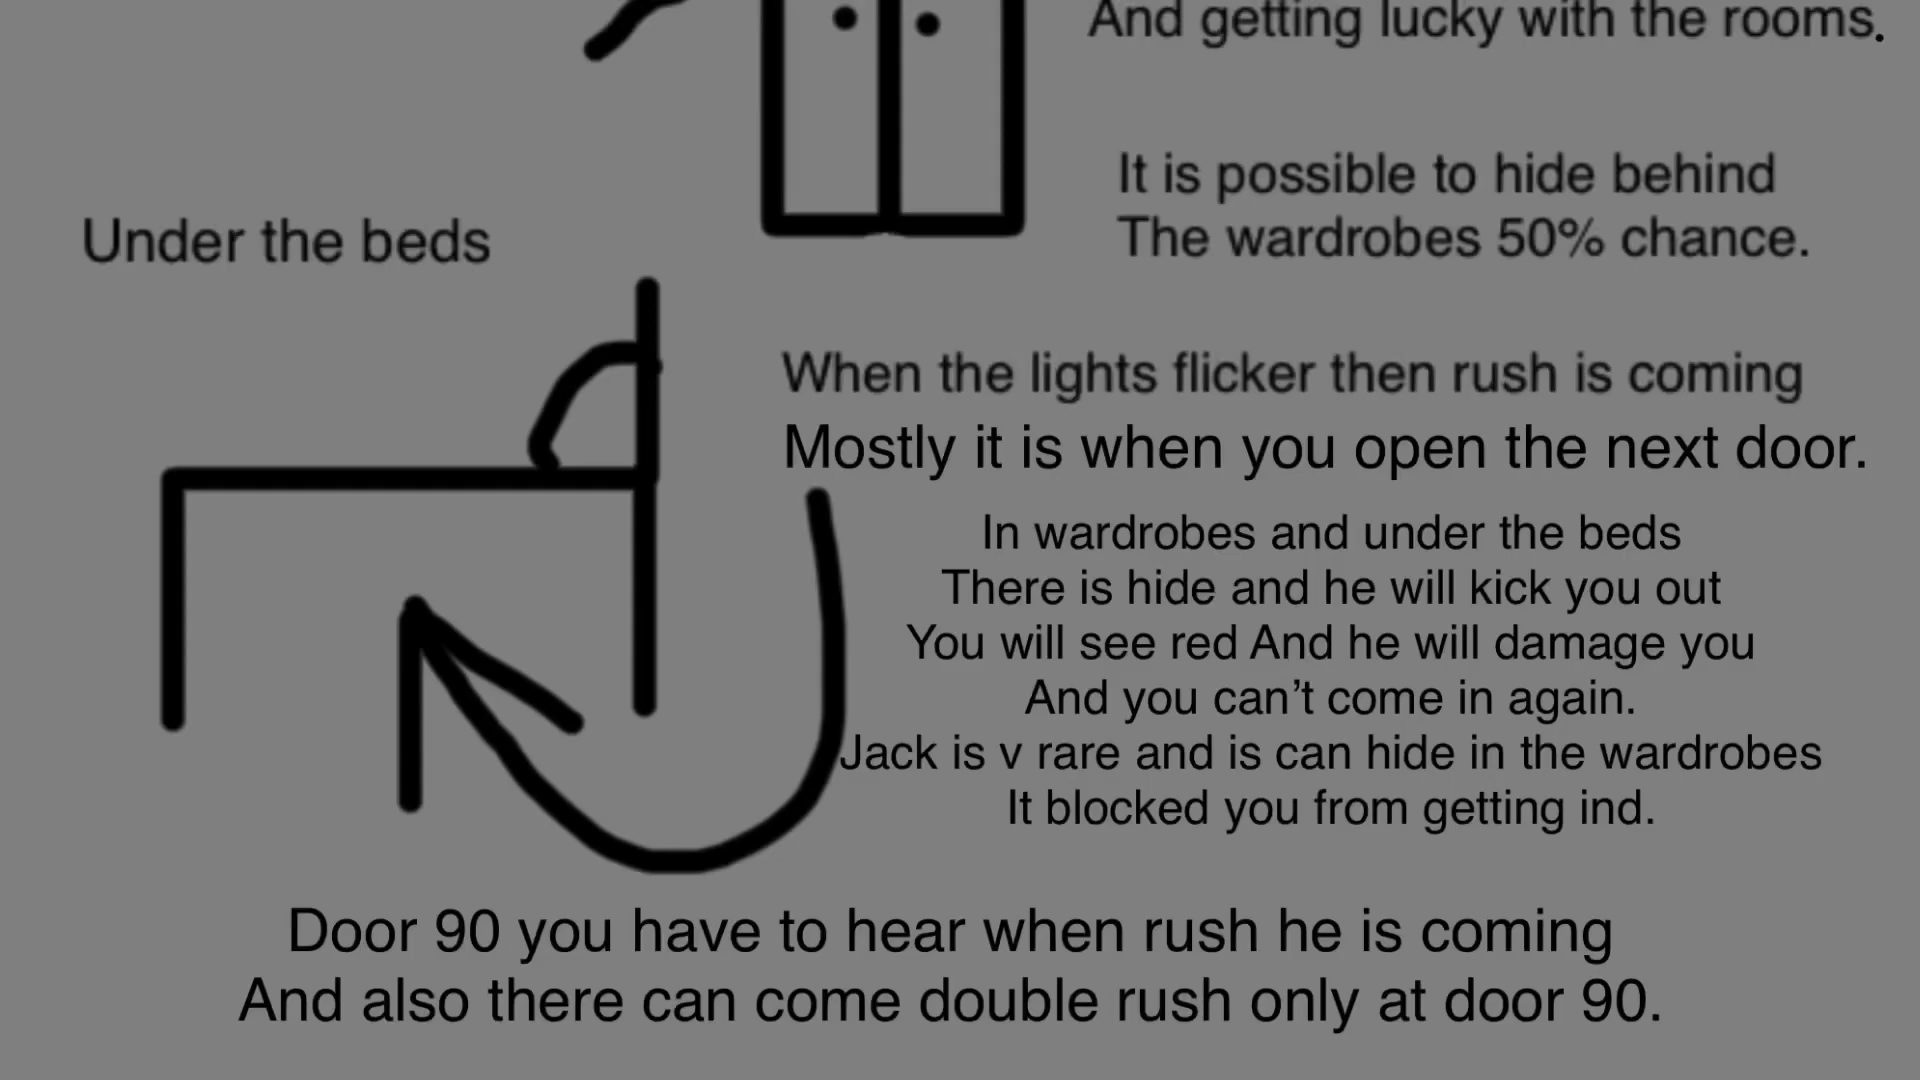 And getting lucky with the rooms.
It is possible to hide behind
The wardrobes 50% chance.
Under the beds
When the lights flicker then rush is coming
Mostly it is when you open the next door.
In wardrobes and under the beds
There is hide and he will kick you out
You will see red And he will damage you
And you can’t come in again.
Jack is v rare and is can hide in the wardrobes
It blocked you from getting ind.
Door 90 you have to hear when rush he is coming
And also there can come double rush only at door 90.